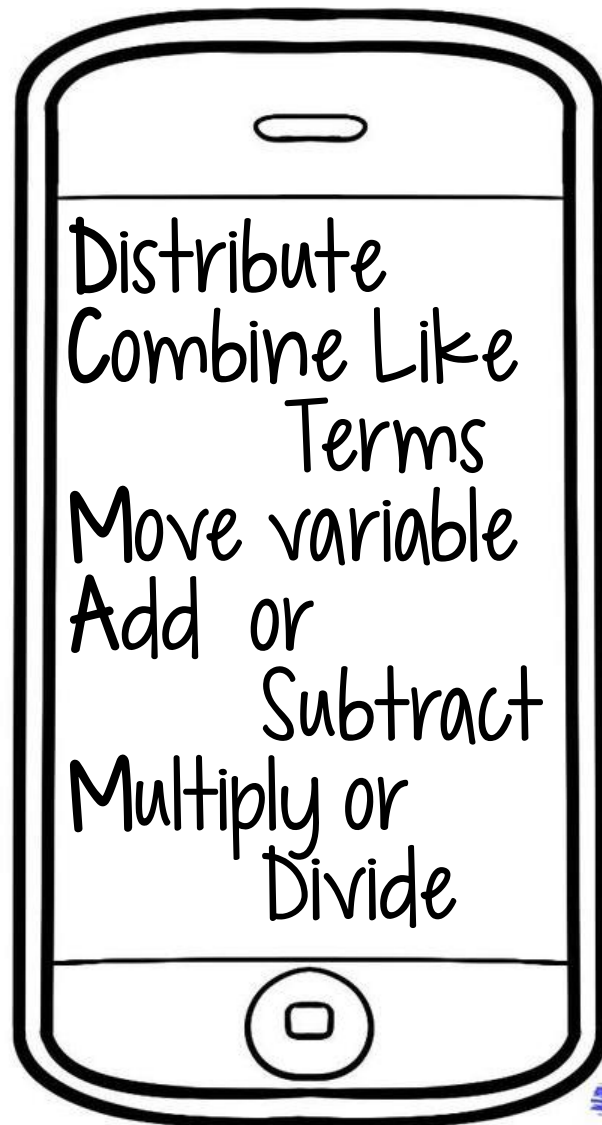 Distribute
Combine Like
Terms
Move variable
Add or
Subtract
Multiply or
Divide